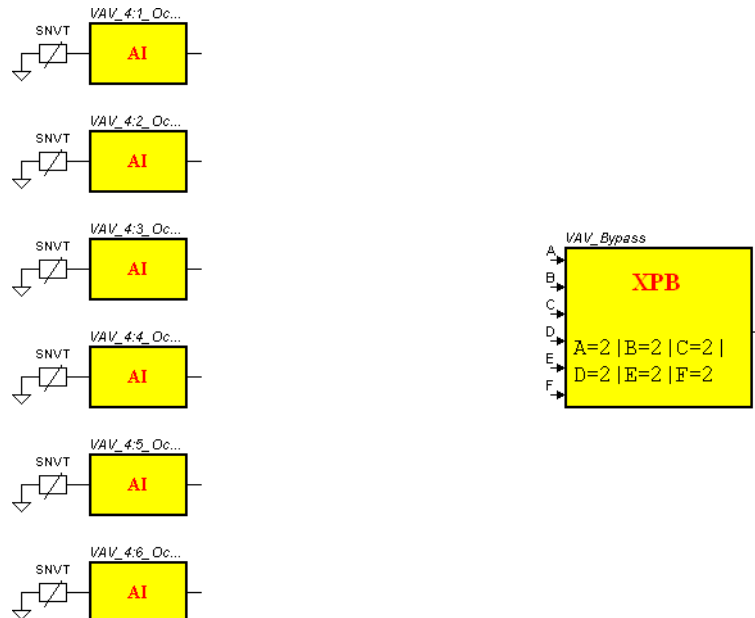 VAV_4:1_Oc...
SNVT
AI
VAV_4:2_Oc...
SNVT
AI
VAV_4:3_Oc...
SNVT
AI
VAV_4:4_Oc...
SNVT
AI
VAV_4:5_Oc...
SNVT
AI
VAV_4:6_Oc...
SNVT
AI
VAV_Bypass
A
B
C
D
E
F
XPB
A=2|B=2|C=2|
D=2|E=2|F=2